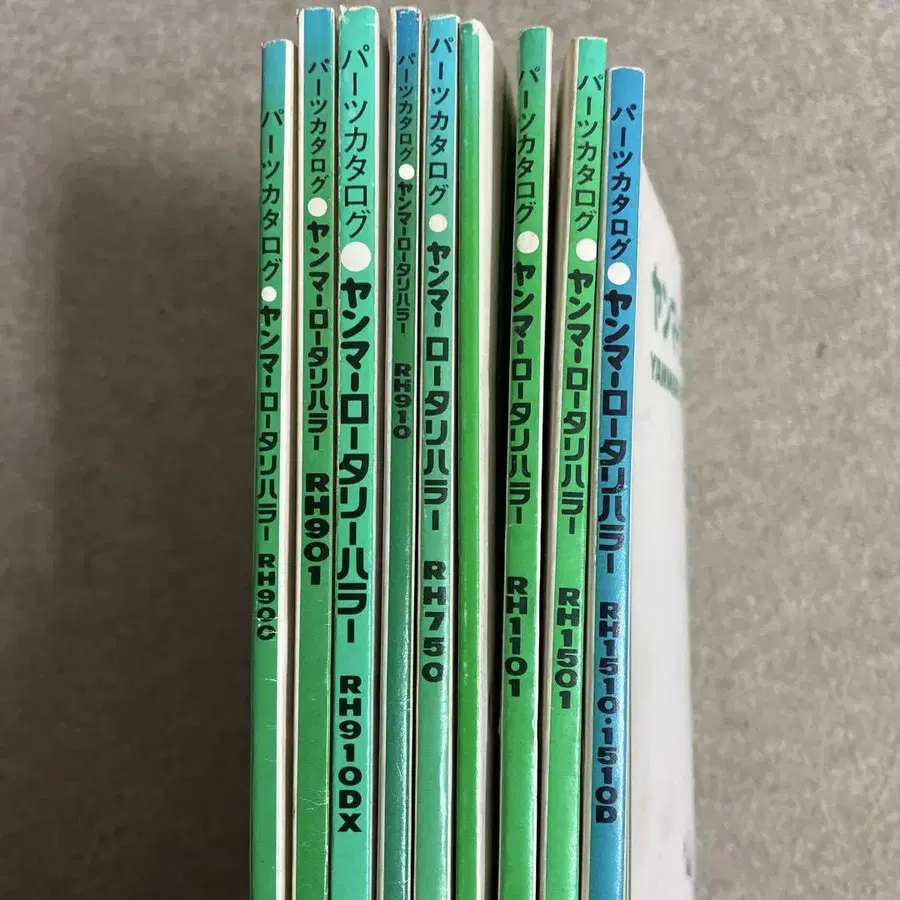 パーツカタログ●ヤンマーロータリハラー RH900
パーツカタログ●ヤンマーロータリハラー RH901
パーツカタログ●ヤンマーロータリーハラー RH910DX
パーツカタログ●ヤンマーロータリハラー RH910
パーツカタログ●ヤンマーロータリハラー RH750
パーツカタログ●ヤンマーロータリハラー RH1101
パーツカタログ●ヤンマーロータリハラー RH1501
パーツカタログ●ヤンマーロータリハラー RH1510・1510D